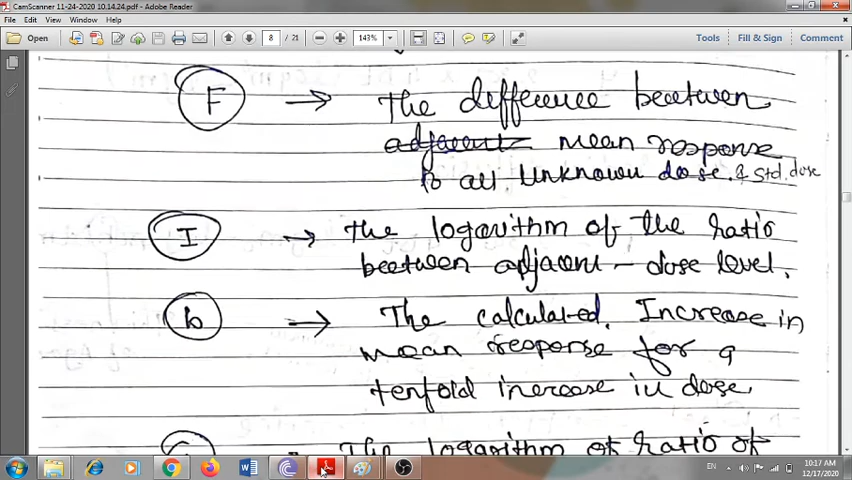 CamScanner 11-24-2020 10.14.24.pdf - Adobe Reader
File Edit View Window Help
Open 8 / 21 143% Tools Fill & Sign Comment
F → The difference beetween
adjacent mean response
to all unknown dose. & Std. dose
I → The logarithm of the ratio
beetween adjacent - dose level.
b → The calculated. Increase in
mean response for a
tenfold increase in dose
The logarithm of ratio of
EN 10:17 AM
12/17/2020